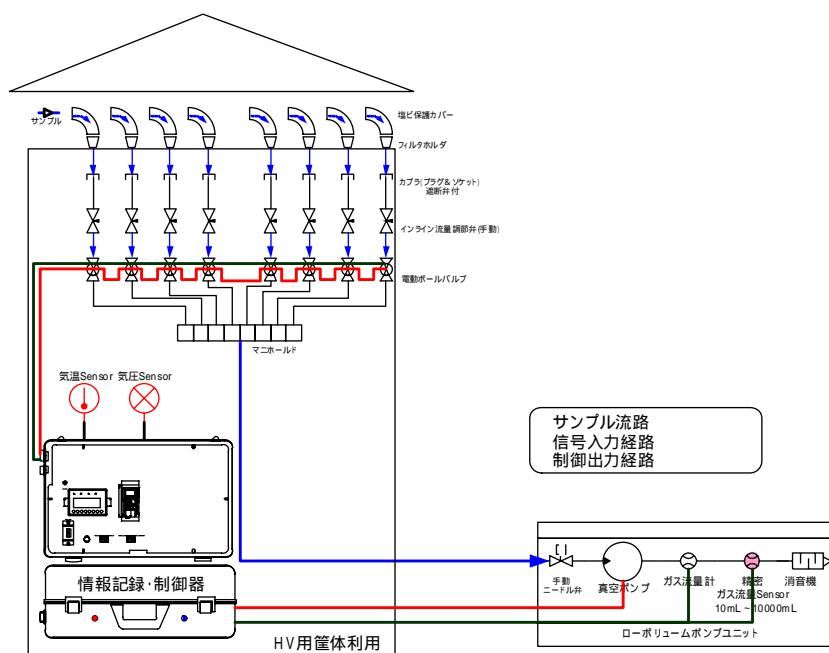 サンプル
塩ビ保護カバー
フィルタホルダ
カプラ(プラグ&ソケット)
遮断弁付
インライン流量調節弁(手動)
電動ボールバルブ
マニホールド
気温Sensor
気圧Sensor
サンプル流路
信号入力経路
制御出力経路
情報記録・制御器
HV用筐体利用
手動
ニードル弁
真空ポンプ
ガス流量計
精密
ガス流量Sensor
10mL~10000mL
消音機
ローボリュームポンプユニット